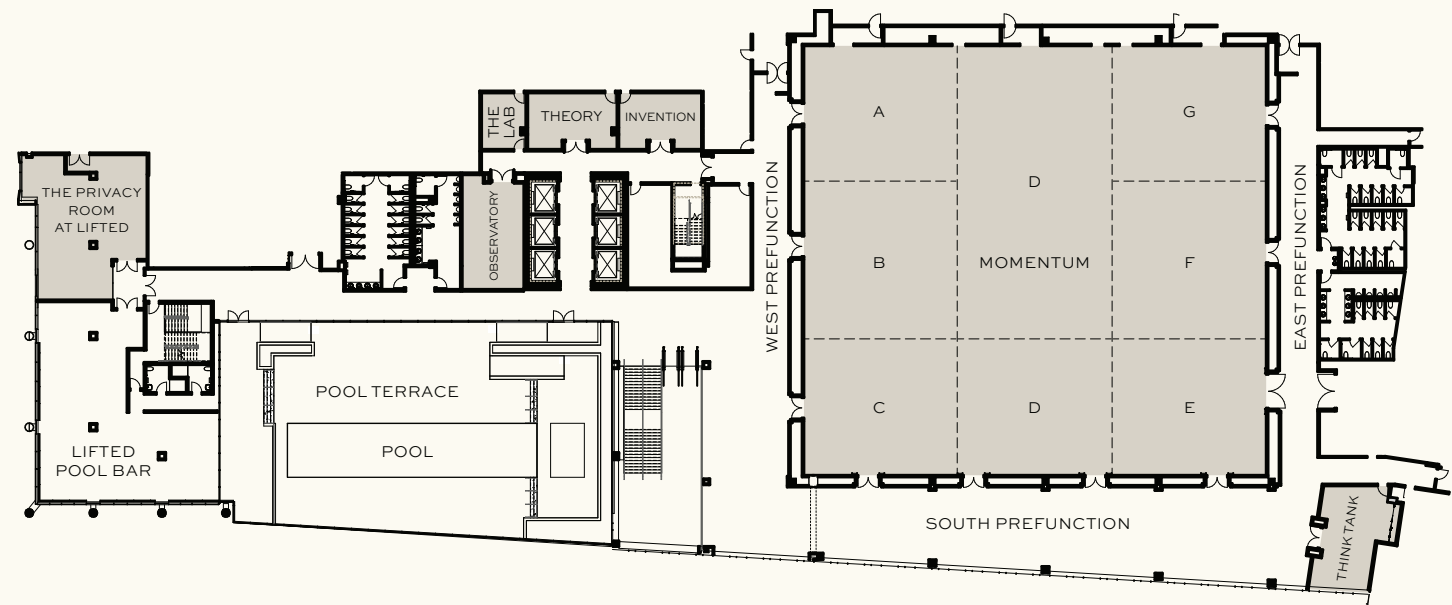 THE PRIVACY
ROOM
AT LIFTED
LIFTED
POOL BAR
POOL TERRACE
POOL
THE
LAB
THEORY
INVENTION
OBSERVATORY
WEST PREFUNCTION
A
D
G
B
MOMENTUM
F
C
D
E
EAST PREFUNCTION
SOUTH PREFUNCTION
THINK TANK